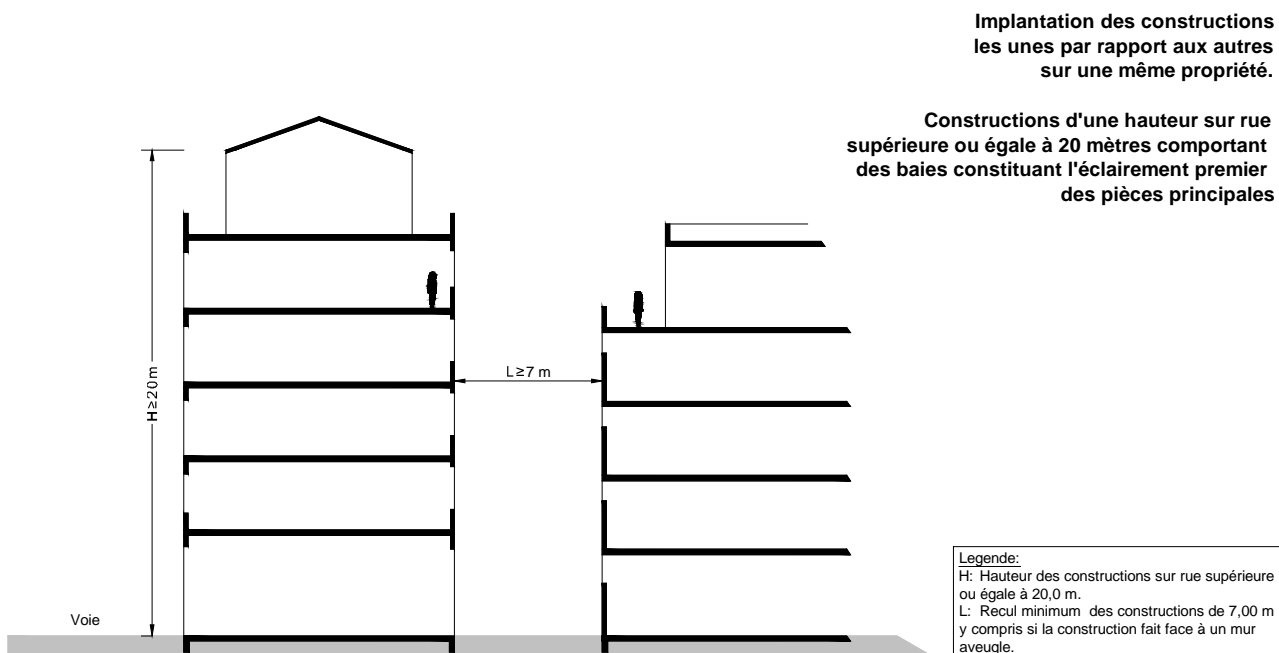 Implantation des constructions
les unes par rapport aux autres
sur une même propriété.
Constructions d'une hauteur sur rue
supérieure ou égale à 20 mètres comportant
des baies constituant l'éclairement premier
des pièces principales
H≥20m
L≥7 m
Voie
Legende:
H: Hauteur des constructions sur rue supérieure
ou égale à 20,0 m.
L: Recul minimum des constructions de 7,00 m
y compris si la construction fait face à un mur
aveugle.